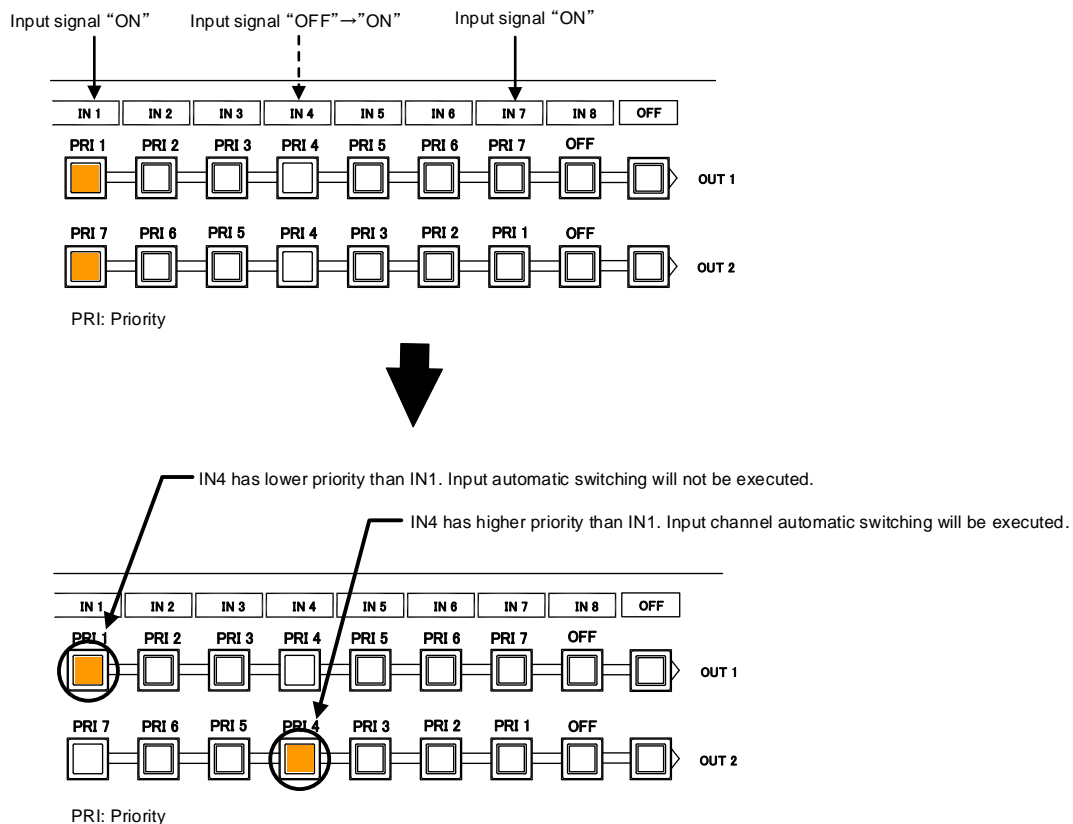 Input signal “ON” Input signal “OFF”→”ON” Input signal “ON”
IN 1 IN 2 IN 3 IN 4 IN 5 IN 6 IN 7 IN 8 OFF
PRI 1 PRI 2 PRI 3 PRI 4 PRI 5 PRI 6 PRI 7 OFF
OUT 1
PRI 7 PRI 6 PRI 5 PRI 4 PRI 3 PRI 2 PRI 1 OFF
OUT 2
PRI: Priority
IN4 has lower priority than IN1. Input automatic switching will not be executed.
IN4 has higher priority than IN1. Input channel automatic switching will be executed.
IN 1 IN 2 IN 3 IN 4 IN 5 IN 6 IN 7 IN 8 OFF
PRI 1 PRI 2 PRI 3 PRI 4 PRI 5 PRI 6 PRI 7 OFF
OUT 1
PRI 7 PRI 6 PRI 5 PRI 4 PRI 3 PRI 2 PRI 1 OFF
OUT 2
PRI: Priority